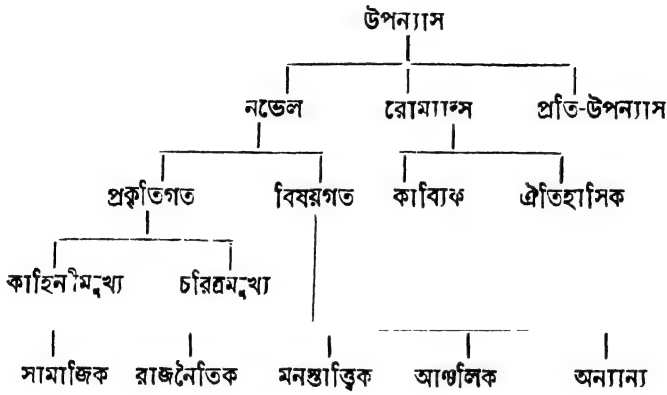 উপন্যাস
নভেল রোমান্স প্রতি-উপন্যাস
প্রকৃতিগত বিষয়গত কাব্যিক ঐতিহাসিক
কাহিনীমুখ্য চরিত্রমুখ্য
সামাজিক রাজনৈতিক মনস্তাত্ত্বিক আঞ্চলিক অন্যান্য